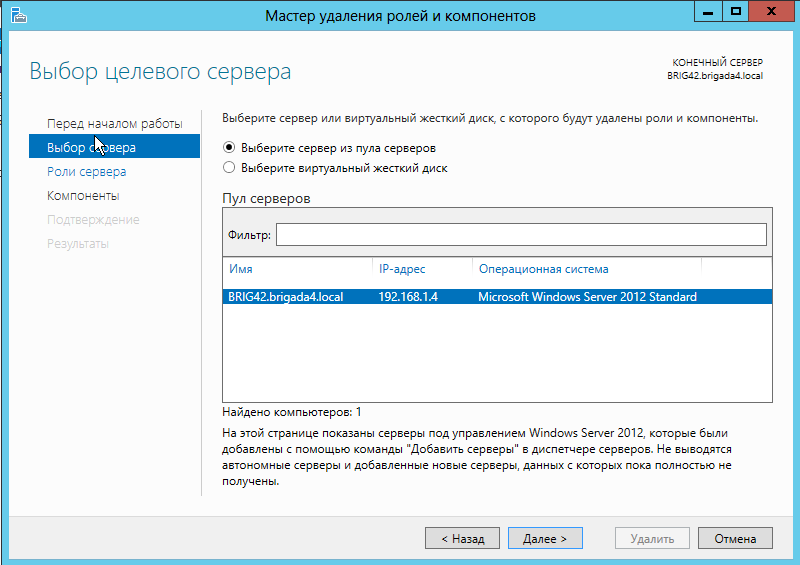 Мастер удаления ролей и компонентов
Выбор целевого сервера
КОНЕЧНЫЙ СЕРВЕР
BRIG42.brigada4.local
Перед началом работы
Выбор сервера
Роли сервера
Компоненты
Подтверждение
Результаты
Выберите сервер или виртуальный жесткий диск, с которого будут удалены роли и компоненты.
Выберите сервер из пула серверов
Выберите виртуальный жесткий диск
Пул серверов
Фильтр:
Имя IP-адрес Операционная система
BRIG42.brigada4.local 192.168.1.4 Microsoft Windows Server 2012 Standard
Найдено компьютеров: 1
На этой странице показаны серверы под управлением Windows Server 2012, которые были
добавлены с помощью команды "Добавить серверы" в диспетчере серверов. Не выводятся
автономные серверы и добавленные новые серверы, данных с которых пока полностью не
получены.
< Назад Далее > Удалить Отмена